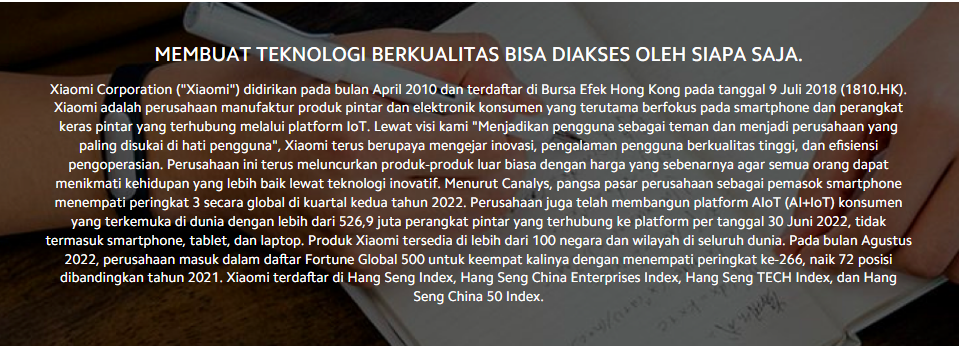 MEMBUAT TEKNOLOGI BERKUALITAS BISA DIAKSES OLEH SIAPA SAJA.
Xiaomi Corporation ("Xiaomi") didirikan pada bulan April 2010 dan terdaftar di Bursa Efek Hong Kong pada tanggal 9 Juli 2018 (1810.HK).
Xiaomi adalah perusahaan manufaktur produk pintar dan elektronik konsumen yang terutama berfokus pada smartphone dan perangkat
keras pintar yang terhubung melalui platform IoT. Lewat visi kami "Menjadikan pengguna sebagai teman dan menjadi perusahaan yang
paling disukai di hati pengguna", Xiaomi terus berupaya mengejar inovasi, pengalaman pengguna berkualitas tinggi, dan efisiensi
pengoperasian. Perusahaan ini terus meluncurkan produk-produk luar biasa dengan harga yang sebenarnya agar semua orang dapat
menikmati kehidupan yang lebih baik lewat teknologi inovatif. Menurut Canalys, pangsa pasar perusahaan sebagai pemasok smartphone
menempati peringkat 3 secara global di kuartal kedua tahun 2022. Perusahaan juga telah membangun platform AIoT (AI+IoT) konsumen
yang terkemuka di dunia dengan lebih dari 526,9 juta perangkat pintar yang terhubung ke platform per tanggal 30 Juni 2022, tidak
termasuk smartphone, tablet, dan laptop. Produk Xiaomi tersedia di lebih dari 100 negara dan wilayah di seluruh dunia. Pada bulan Agustus
2022, perusahaan masuk dalam daftar Fortune Global 500 untuk keempat kalinya dengan menempati peringkat ke-266, naik 72 posisi
dibandingkan tahun 2021. Xiaomi terdaftar di Hang Seng Index, Hang Seng China Enterprises Index, Hang Seng TECH Index, dan Hang
Seng China 50 Index.